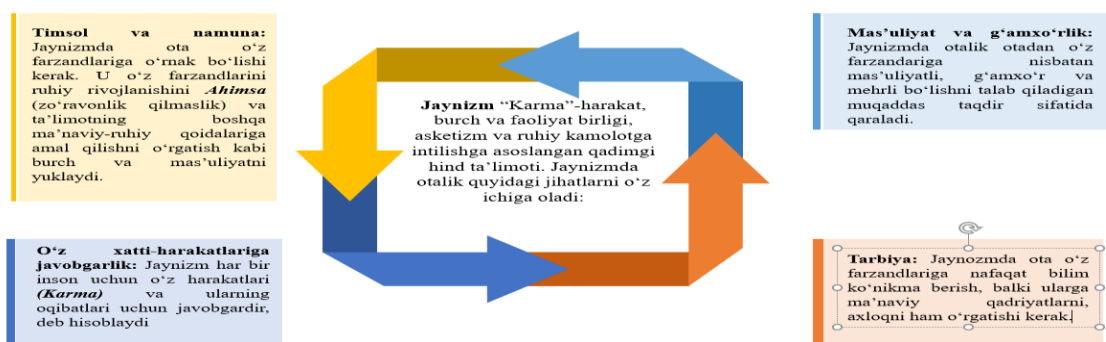 Timsol va namuna:
Jaynizmda ota o‘z
farzandlariga o‘rnak bo‘lishi
kerak. U o‘z farzandlarini
ruhiy rivojlanishini Ahimsa
(zo‘ravonlik qilmaslik) va
ta’limotning boshqa
ma’naviy-ruhiy qoidalariga
amal qilishni o‘rgatish kabi
burch va mas’uliyatni
yuklaydi.
Jaynizm “Karma”-harakat,
burch va faoliyat birligi,
asketizm va ruhiy kamolotga
intilishga asoslangan qadimgi
hind ta’limoti. Jaynizmda
otalik quyidagi jihatlarni o‘z
ichiga oladi:
Mas’uliyat va g‘amxo‘rlik:
Jaynizmda otalik otadan o‘z
farzandariga nisbatan
mas’uliyatli, g‘amxo‘r va
mehrli bo‘lishni talab qiladigan
muqaddas taqdir sifatida
qaraladi.
O‘z xatti-harakatlariga
javobgarlik: Jaynizm har bir
inson uchun o‘z harakatlari
(Karma) va ularning
oqibatlari uchun javobgardir,
deb hisoblaydi
Tarbiya: Jaynozmda ota o‘z
farzandlariga nafaqat bilim
ko‘nikma berish, balki ularga
ma’naviy qadriyatlarni,
axloqni ham o‘rgatishi kerak.